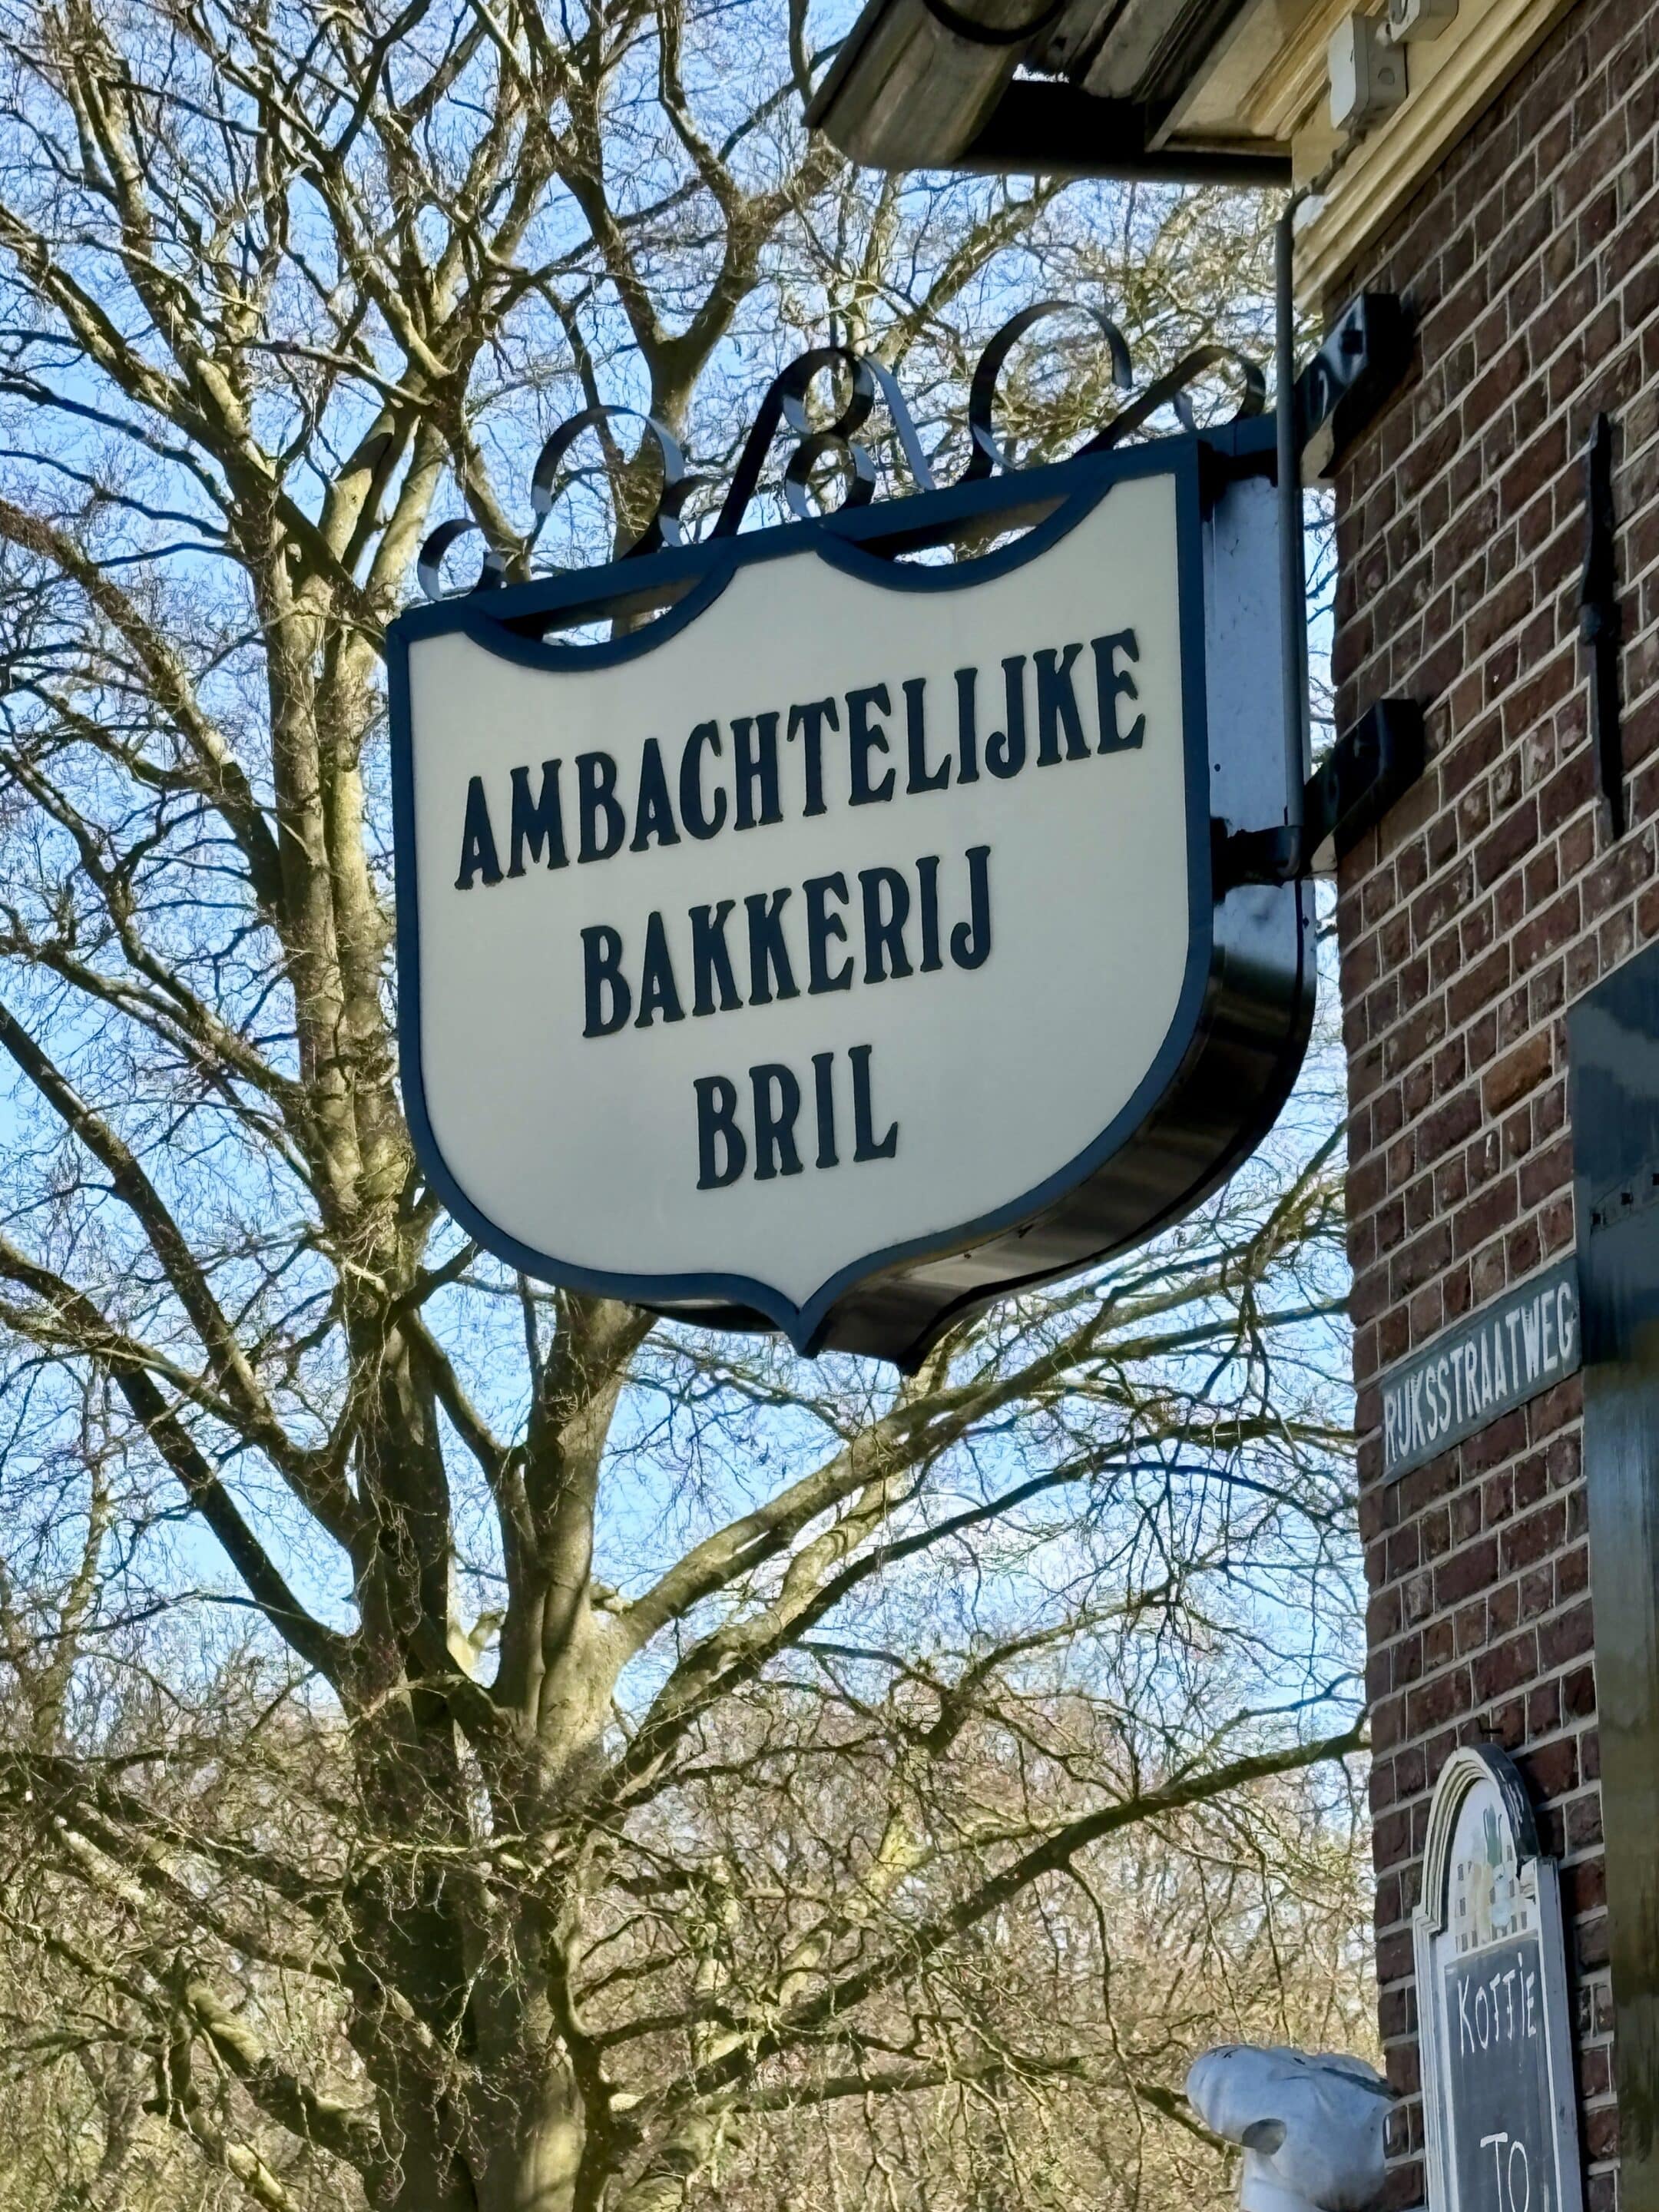 AMBACHTELIJKE
BAKKERIJ
BRIL
RIJKSSTRAATWEG
KOFFIE
TO